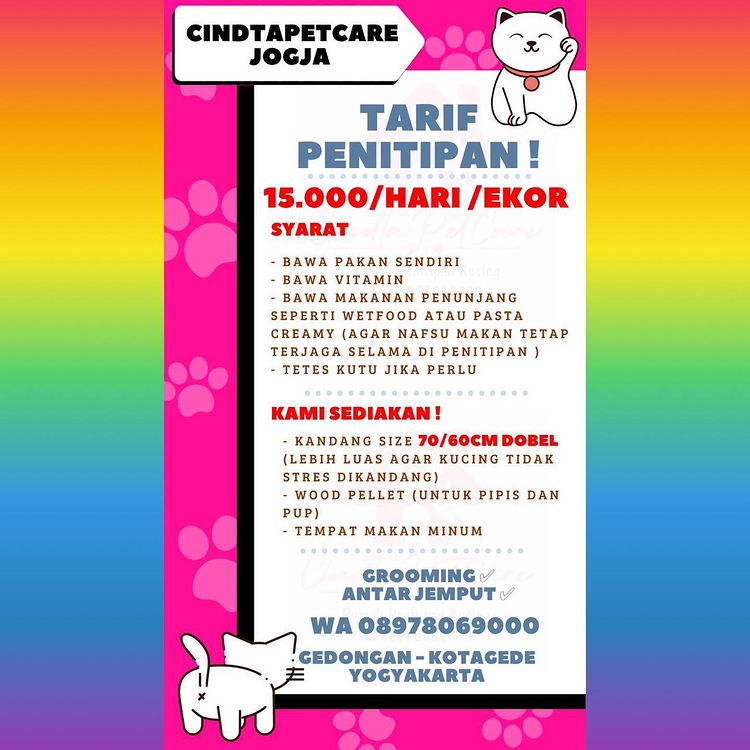 CINDTAPETCARE
JOGJA
TARIF
PENITIPAN !
15.000/HARI /EKOR
SYARAT
- BAWA PAKAN SENDIRI
- BAWA VITAMIN
- BAWA MAKANAN PENUNJANG
SEPERTI WETFOOD ATAU PASTA
CREAMY (AGAR NAFSU MAKAN TETAP
TERJAGA SELAMA DI PENITIPAN )
- TETES KUTU JIKA PERLU
KAMI SEDIAKAN !
- KANDANG SIZE 70/60CM DOBEL
(LEBIH LUAS AGAR KUCING TIDAK
STRES DIKANDANG)
- WOOD PELLET (UNTUK PIPIS DAN
PUP)
- TEMPAT MAKAN MINUM
GROOMING ✅
ANTAR JEMPUT ✅
WA 08978069000
GEDONGAN - KOTAGEDE
YOGYAKARTA